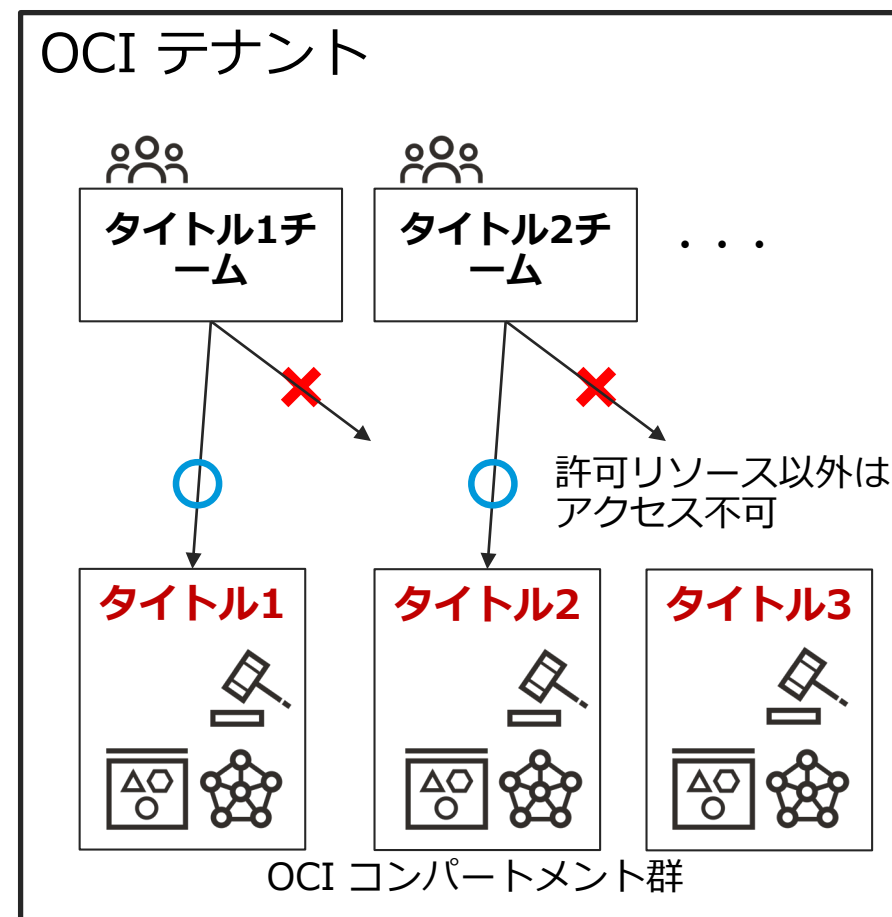 OCI テナント
タイトル1チ
ーム
タイトル2チ
ーム
・・・
許可リソース以外は
アクセス不可
タイトル1
タイトル2
タイトル3
OCI コンパートメント群